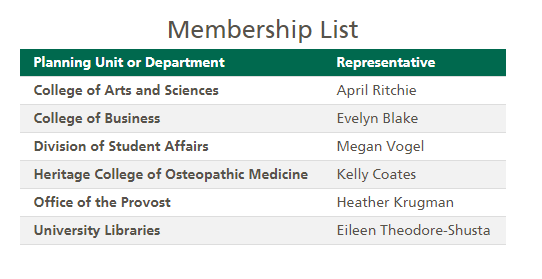 Membership List
Planning Unit or Department Representative
College of Arts and Sciences April Ritchie
College of Business Evelyn Blake
Division of Student Affairs Megan Vogel
Heritage College of Osteopathic Medicine Kelly Coates
Office of the Provost Heather Krugman
University Libraries Eileen Theodore-Shusta